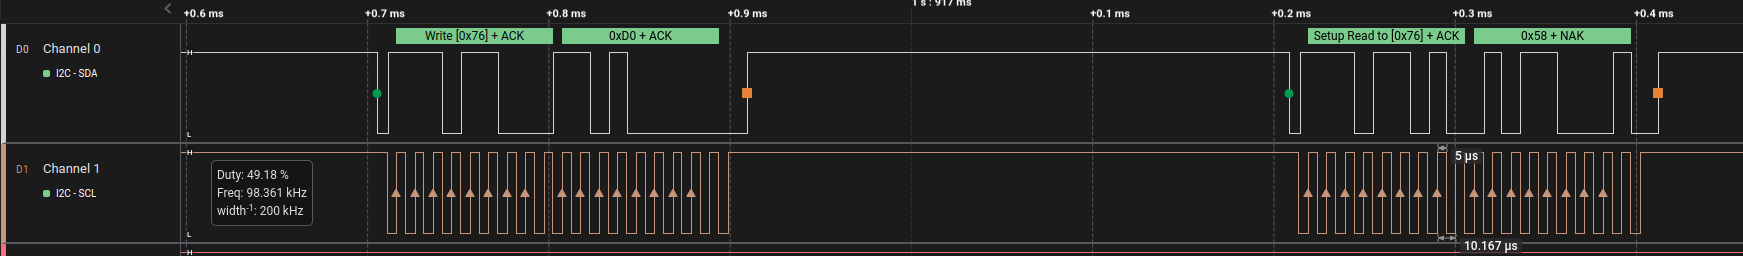 1 s : 917 ms
+0.6 ms +0.7 ms +0.8 ms +0.9 ms +0.1 ms +0.2 ms +0.3 ms +0.4 ms
D0 Channel 0
I2C - SDA
H
L
Write [0x76] + ACK 0xD0 + ACK Setup Read to [0x76] + ACK 0x58 + NAK
D1 Channel 1
I2C - SCL
H
L
5 µs
Duty: 49.18 %
Freq: 98.361 kHz
width-1: 200 kHz
10.167 µs
H